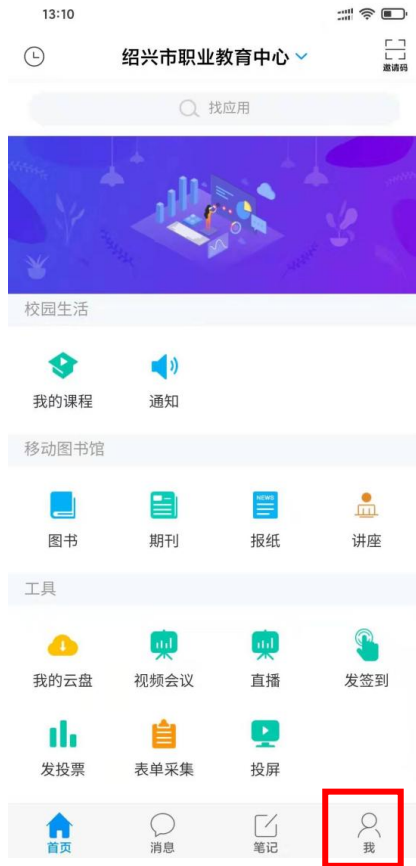 13:10
绍兴市职业教育中心
邀请码
找应用
校园生活
我的课程 通知
移动图书馆
NEWS
图书 期刊 报纸 讲座
工具
我的云盘 视频会议 直播 发签到
发投票 表单采集 投屏
首页 消息 笔记 我